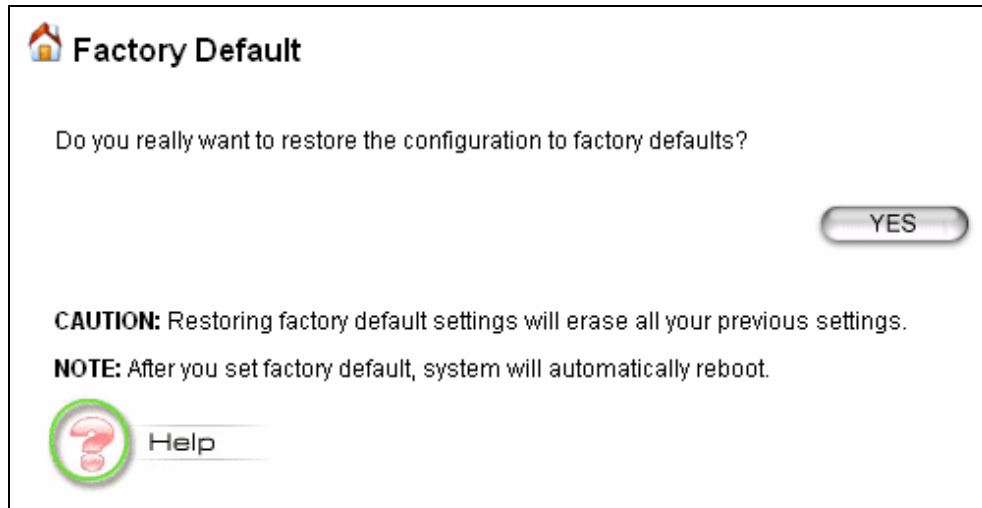 Factory Default
Do you really want to restore the configuration to factory defaults?
YES
CAUTION: Restoring factory default settings will erase all your previous settings.
NOTE: After you set factory default, system will automatically reboot.
Help